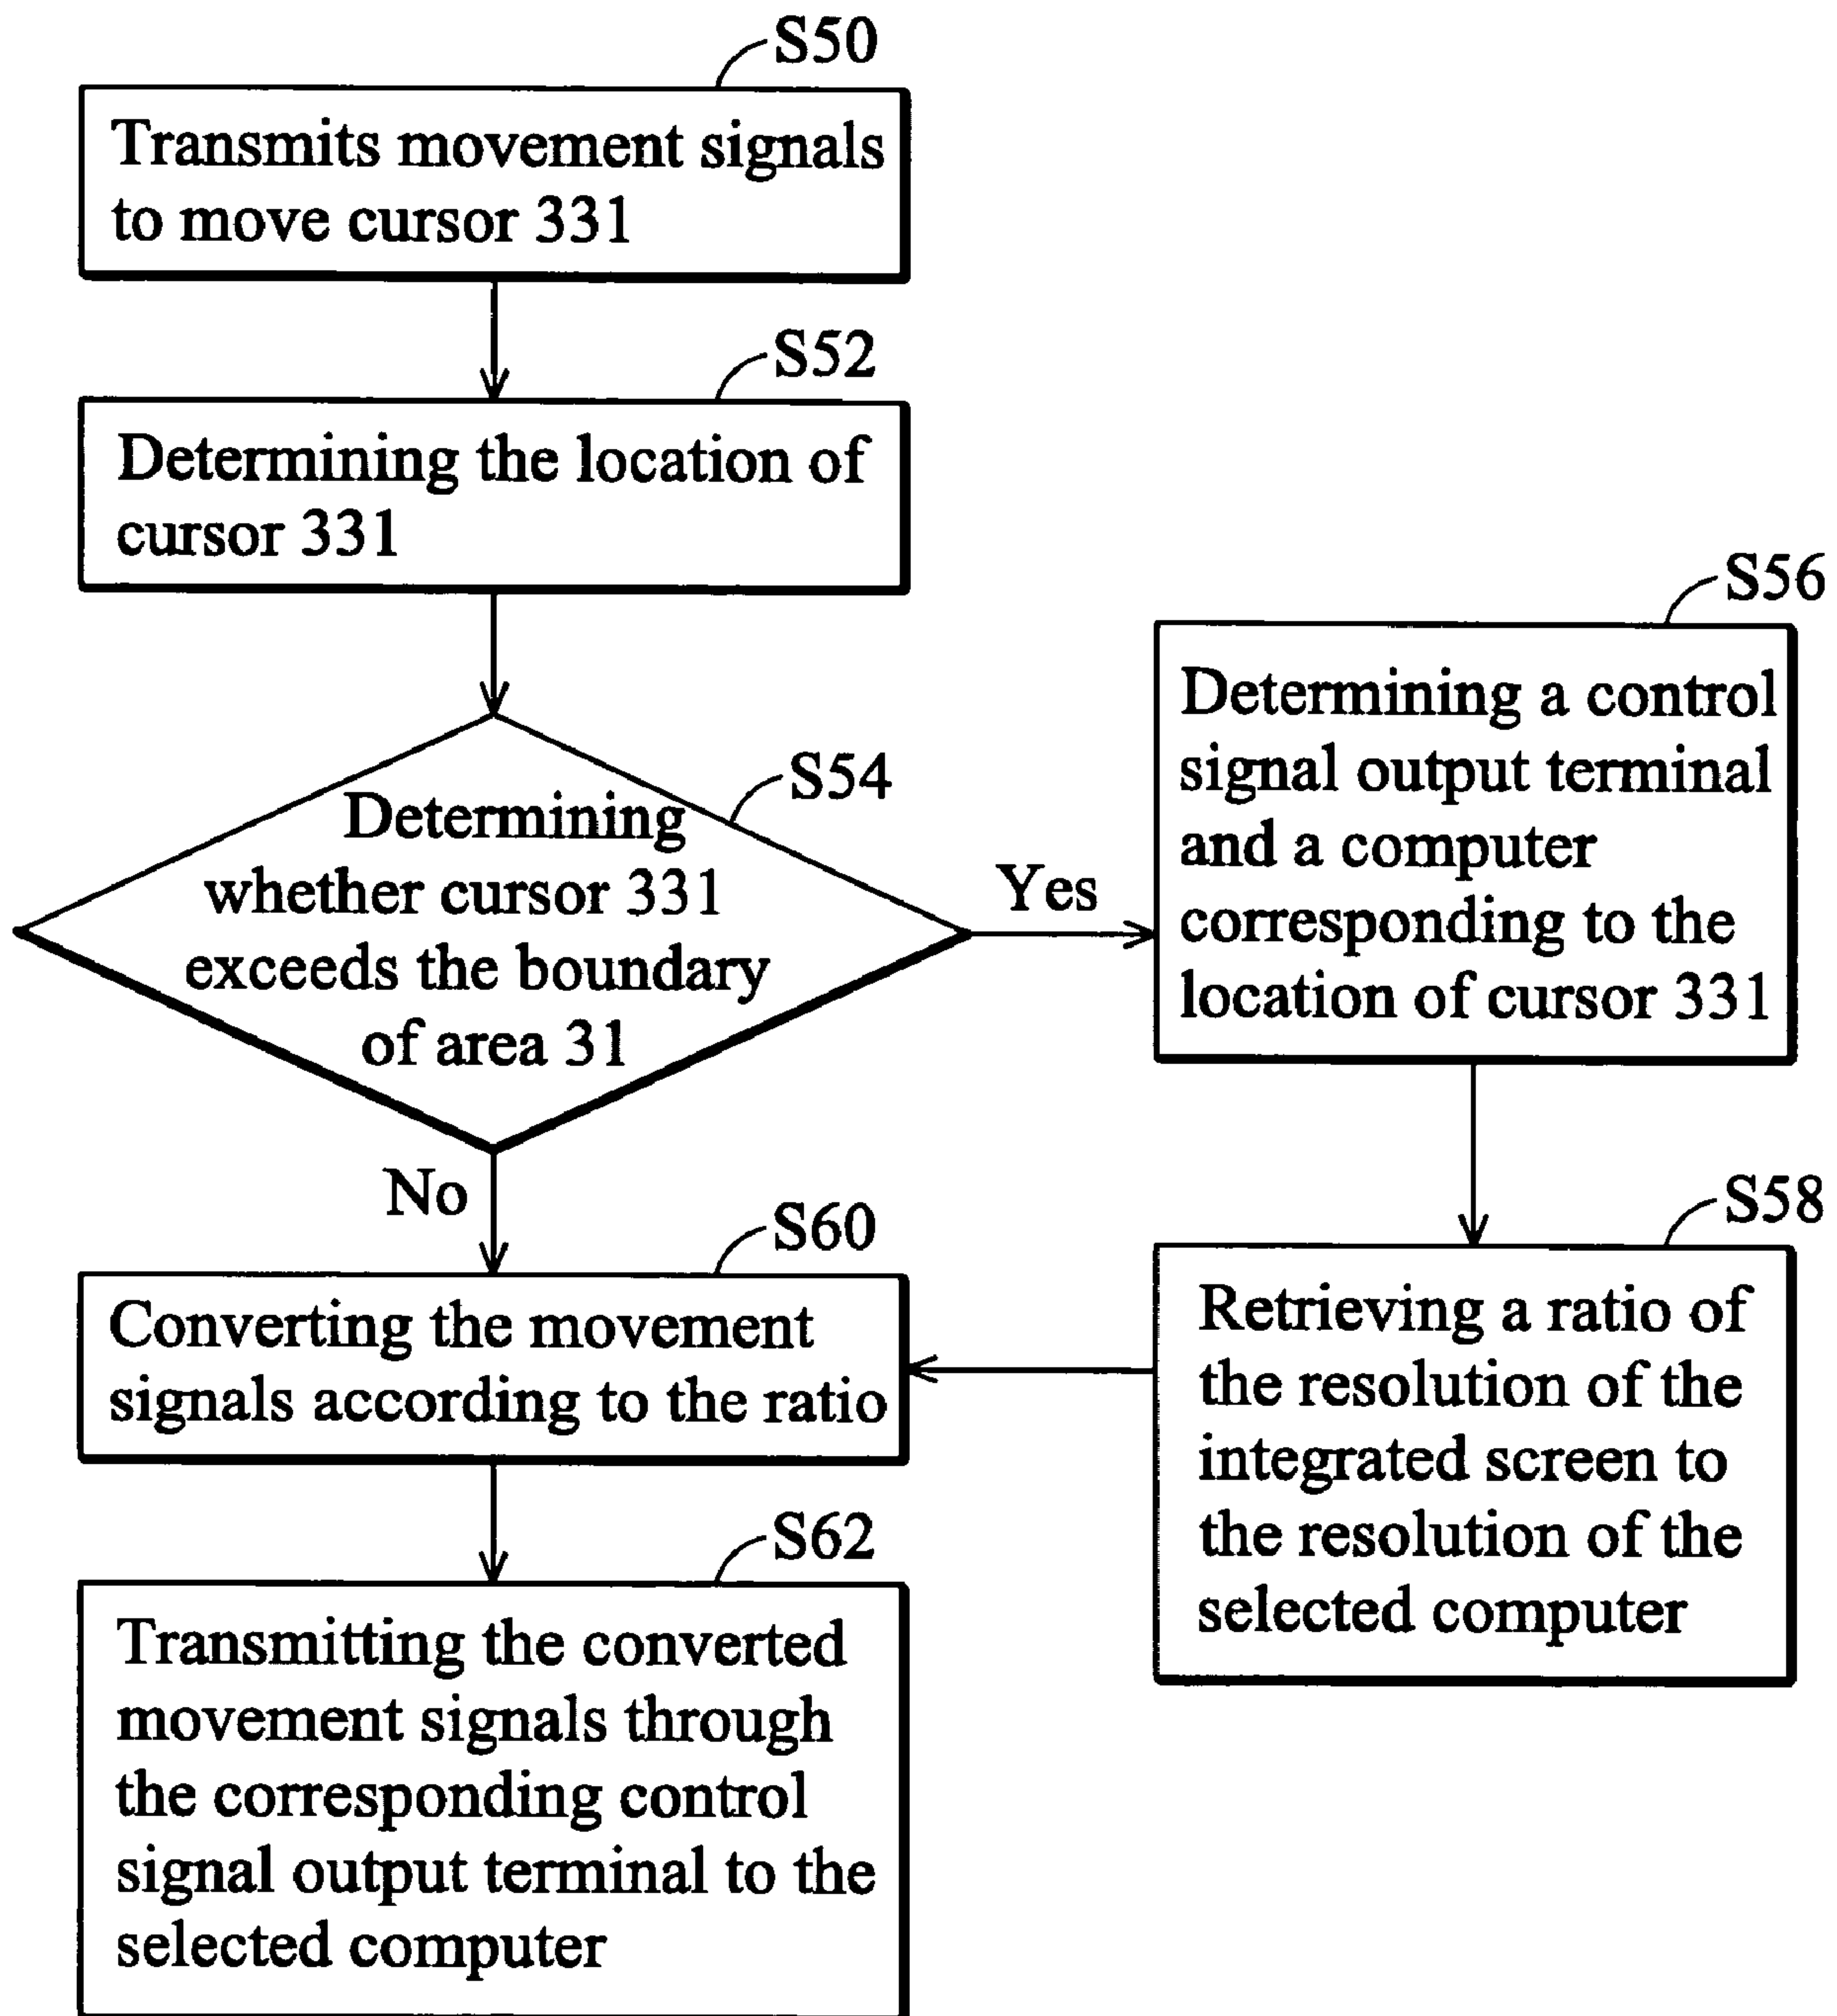 S50
Transmits movement signals
to move cursor 331
S52
Determining the location of
cursor 331
S54
Determining
whether cursor 331
exceeds the boundary
of area 31
Yes
No
S56
Determining a control
signal output terminal
and a computer
corresponding to the
location of cursor 331
S58
Retrieving a ratio of
the resolution of the
integrated screen to
the resolution of the
selected computer
S60
Converting the movement
signals according to the ratio
S62
Transmitting the converted
movement signals through
the corresponding control
signal output terminal to the
selected computer